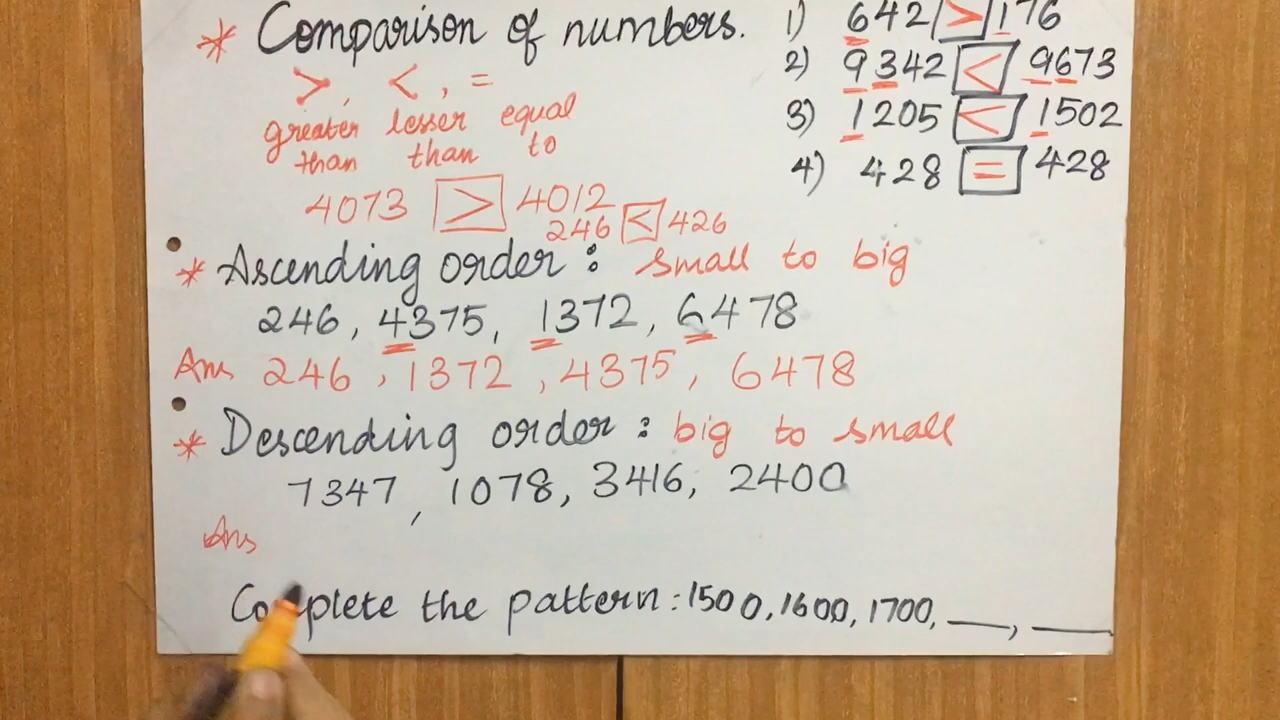 * Comparison of numbers.
>, <, =
greater lesser equal
than than to
4073 > 4012
246 < 426
1) 642 > 176
2) 9342 < 9673
3) 1205 < 1502
4) 428 = 428
* Ascending order : small to big
246, 4375, 1372, 6478
Ans 246, 1372, 4375, 6478
* Descending order : big to small
7347, 1078, 3416, 2400
Ans
Complete the pattern : 1500, 1600, 1700, ___, ___